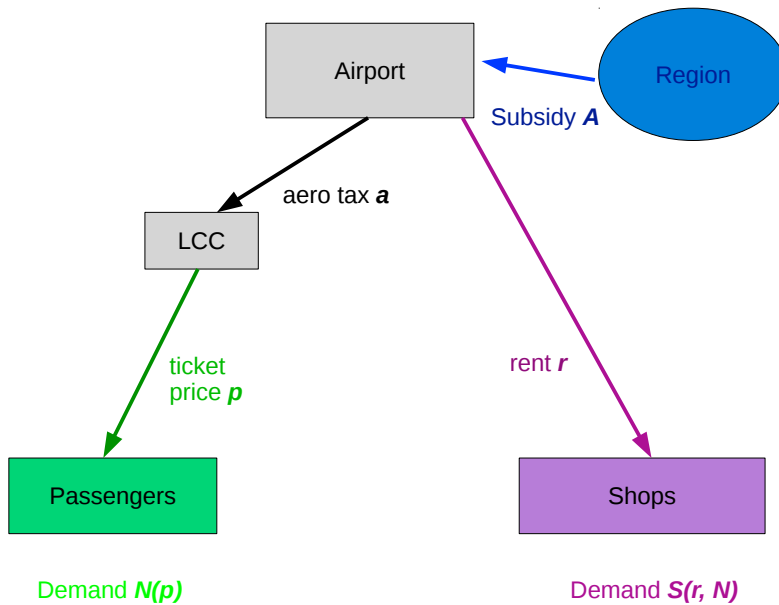 Airport
Region
Subsidy A
aero tax a
LCC
ticket
price p
rent r
Passengers
Shops
Demand N(p)
Demand S(r, N)